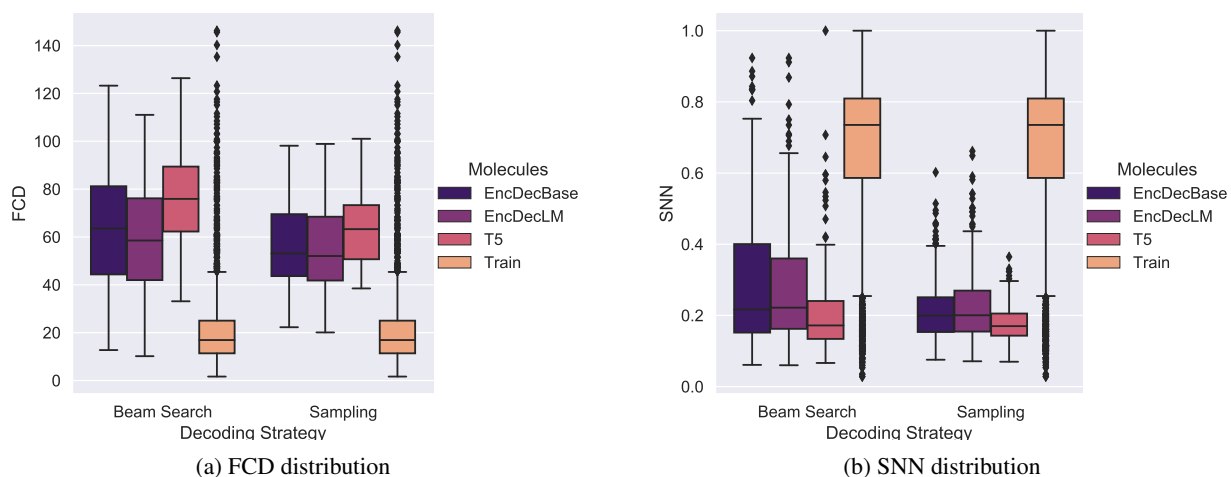 140
120
100
80
60
40
20
0
FCD
Beam Search
Sampling
Decoding Strategy
Molecules
EncDecBase
EncDecLM
T5
Train
(a) FCD distribution
1.0
0.8
0.6
0.4
0.2
0.0
SNN
Beam Search
Sampling
Decoding Strategy
Molecules
EncDecBase
EncDecLM
T5
Train
(b) SNN distribution